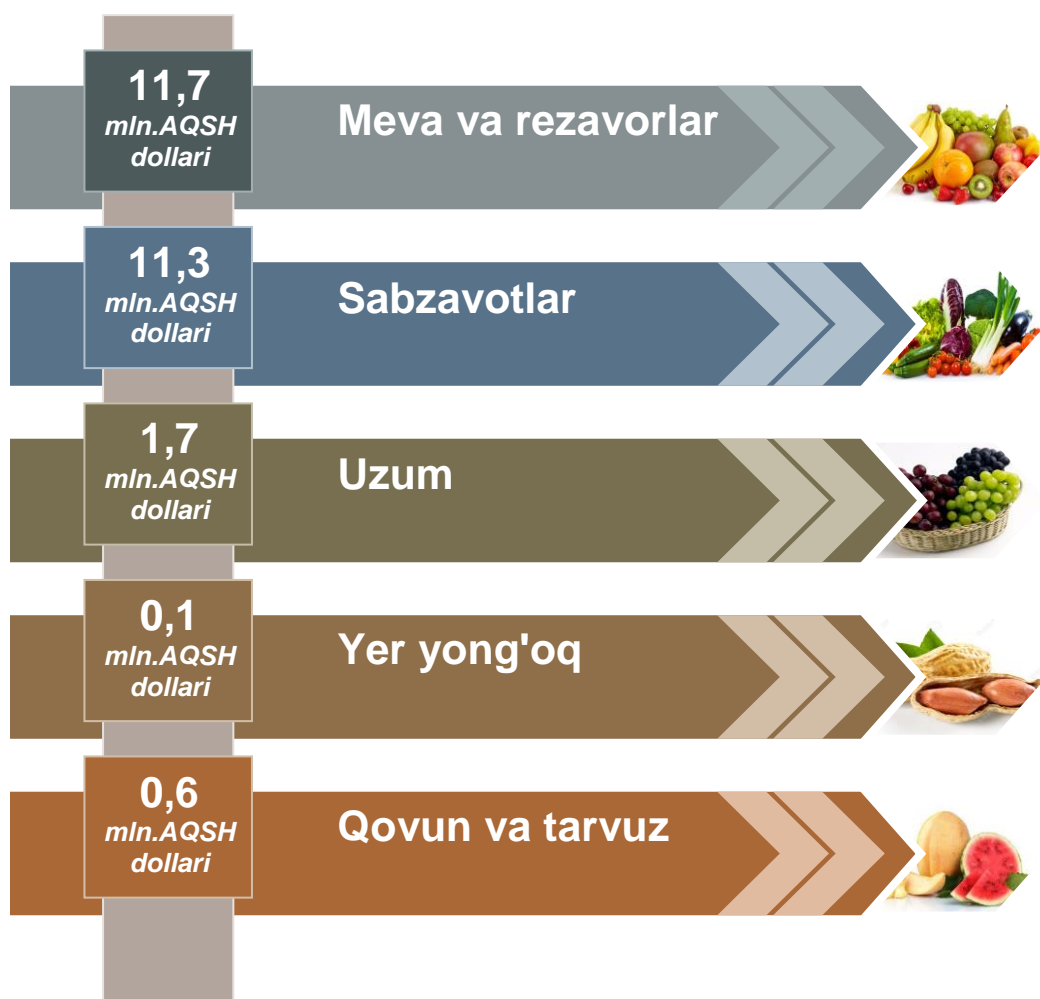 11,7
mln.AQSH
dollari
Meva va rezavorlar
11,3
mln.AQSH
dollari
Sabzavotlar
1,7
mln.AQSH
dollari
Uzum
0,1
mln.AQSH
dollari
Yer yong'oq
0,6
mln.AQSH
dollari
Qovun va tarvuz